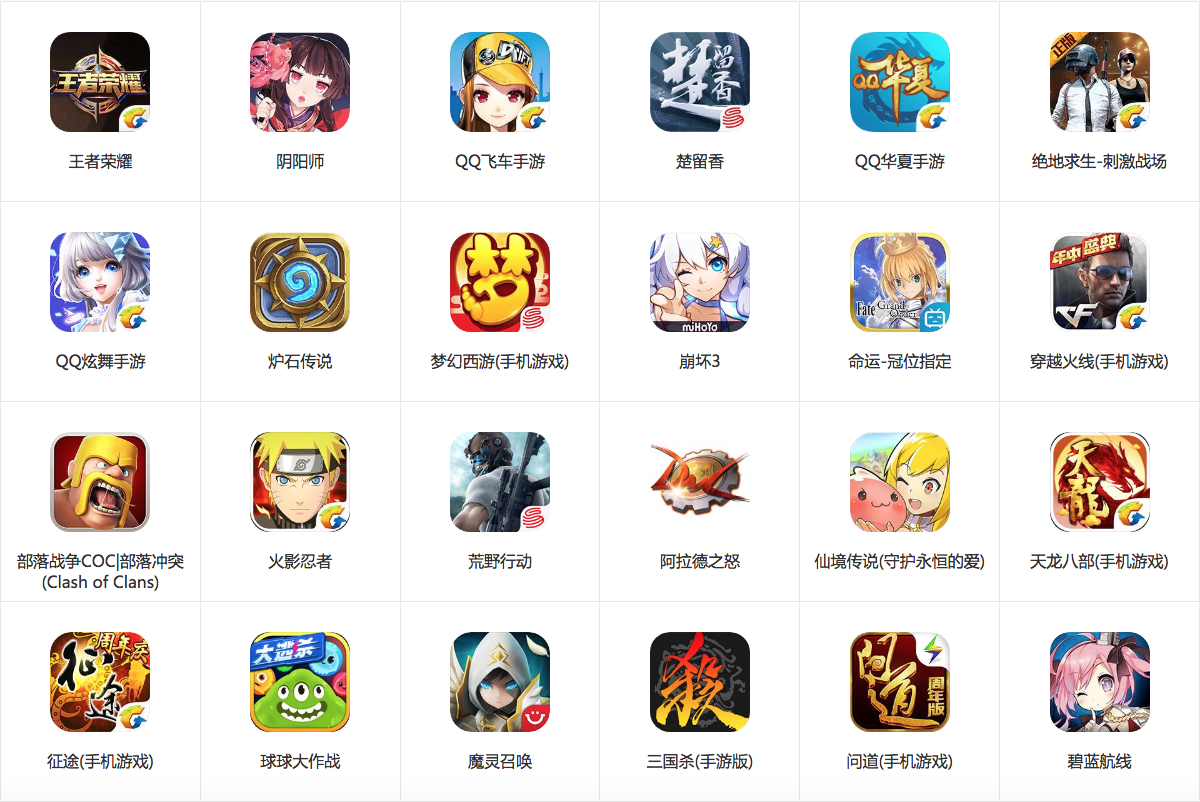 王者荣耀
DRiFT
楚留香
QQ华夏
正版
王者荣耀
阴阳师
QQ飞车手游
楚留香
QQ华夏手游
绝地求生-刺激战场
梦
miHoYo
Fate Grand Order
年中盛典
CF
QQ炫舞手游
炉石传说
梦幻西游(手机游戏)
崩坏3
命运-冠位指定
穿越火线(手机游戏)
天龍
部落战争COC|部落冲突
(Clash of Clans)
火影忍者
荒野行动
阿拉德之怒
仙境传说(守护永恒的爱)
天龙八部(手机游戏)
周年庆
征途
杀
问道
周年版
征途(手机游戏)
球球大作战
魔灵召唤
三国杀(手游版)
问道(手机游戏)
碧蓝航线